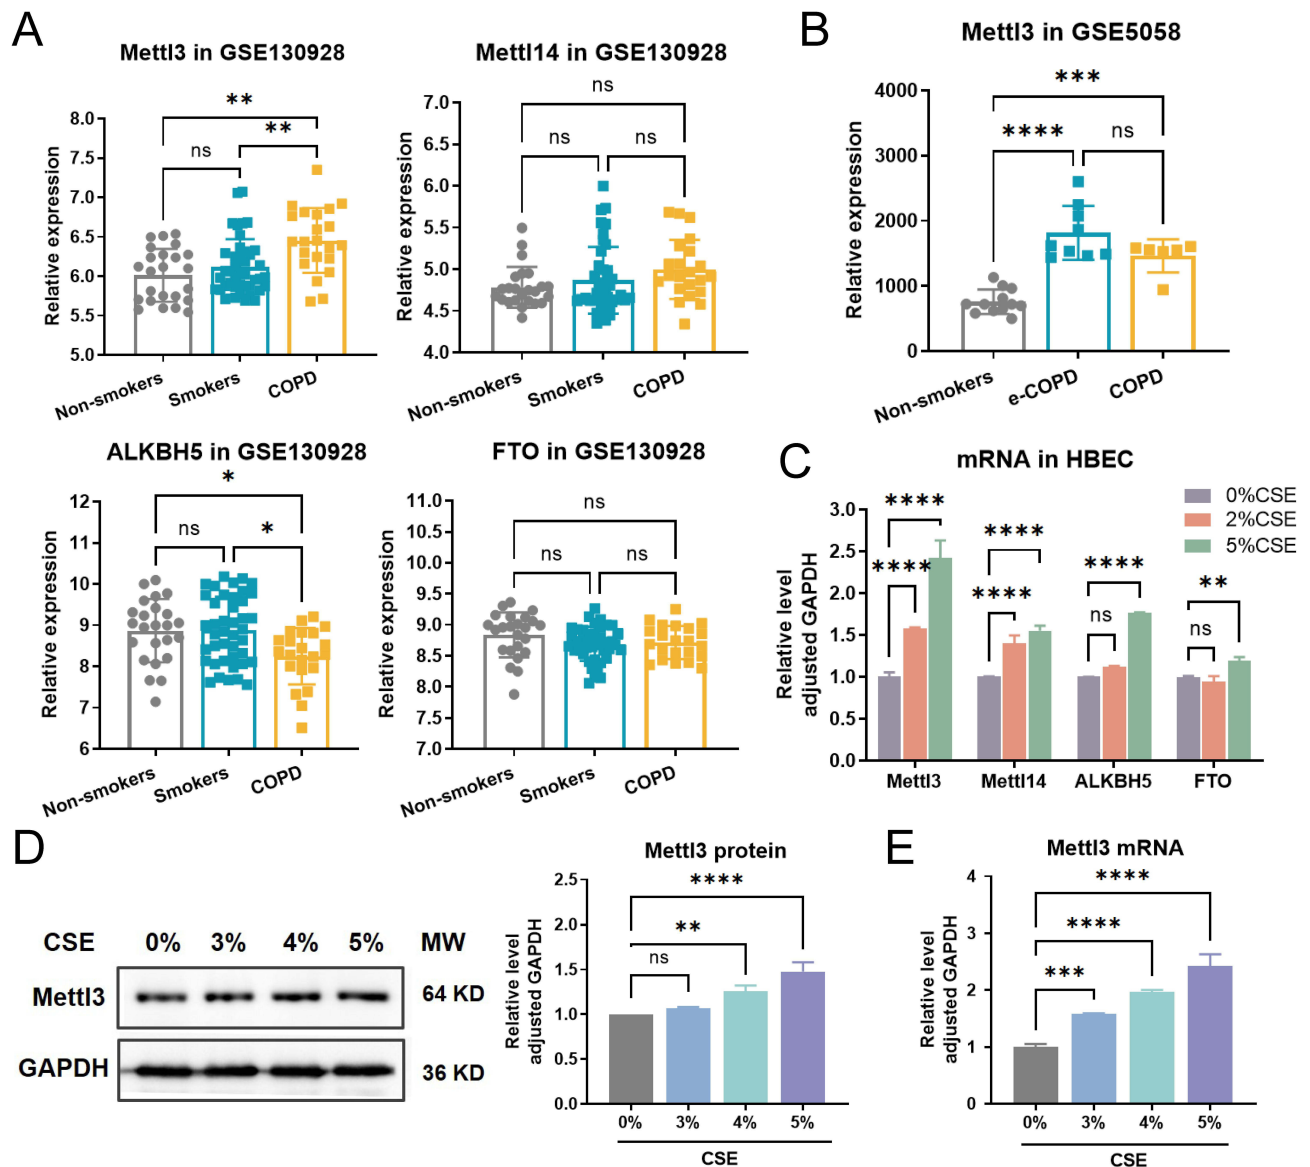 A
Mettl3 in GSE130928
Relative expression
8.0
7.5
7.0
6.5
6.0
5.5
5.0
**
**
ns
Non-smokers
Smokers
COPD
Mettl14 in GSE130928
Relative expression
7.0
6.5
6.0
5.5
5.0
4.5
4.0
ns
ns
ns
Non-smokers
Smokers
COPD
B
Mettl3 in GSE5058
Relative expression
4000
3000
2000
1000
0
***
****
ns
Non-smokers
e-COPD
COPD
ALKBH5 in GSE130928
Relative expression
12
11
10
9
8
7
6
*
ns
*
Non-smokers
Smokers
COPD
FTO in GSE130928
Relative expression
11.0
10.5
10.0
9.5
9.0
8.5
8.0
7.5
7.0
ns
ns
ns
Non-smokers
Smokers
COPD
C
mRNA in HBEC
0%CSE
2%CSE
5%CSE
Relative level
adjusted GAPDH
3.0
2.5
2.0
1.5
1.0
0.5
0.0
****
****
****
****
****
ns
**
ns
Mettl3
Mettl14
ALKBH5
FTO
D
CSE 0% 3% 4% 5% MW
Mettl3 64 KD
GAPDH 36 KD
Mettl3 protein
Relative level
adjusted GAPDH
2.5
2.0
1.5
1.0
0.5
0.0
****
**
ns
0% 3% 4% 5%
CSE
E
Mettl3 mRNA
Relative level
adjusted GAPDH
4
3
2
1
0
****
****
***
0% 3% 4% 5%
CSE